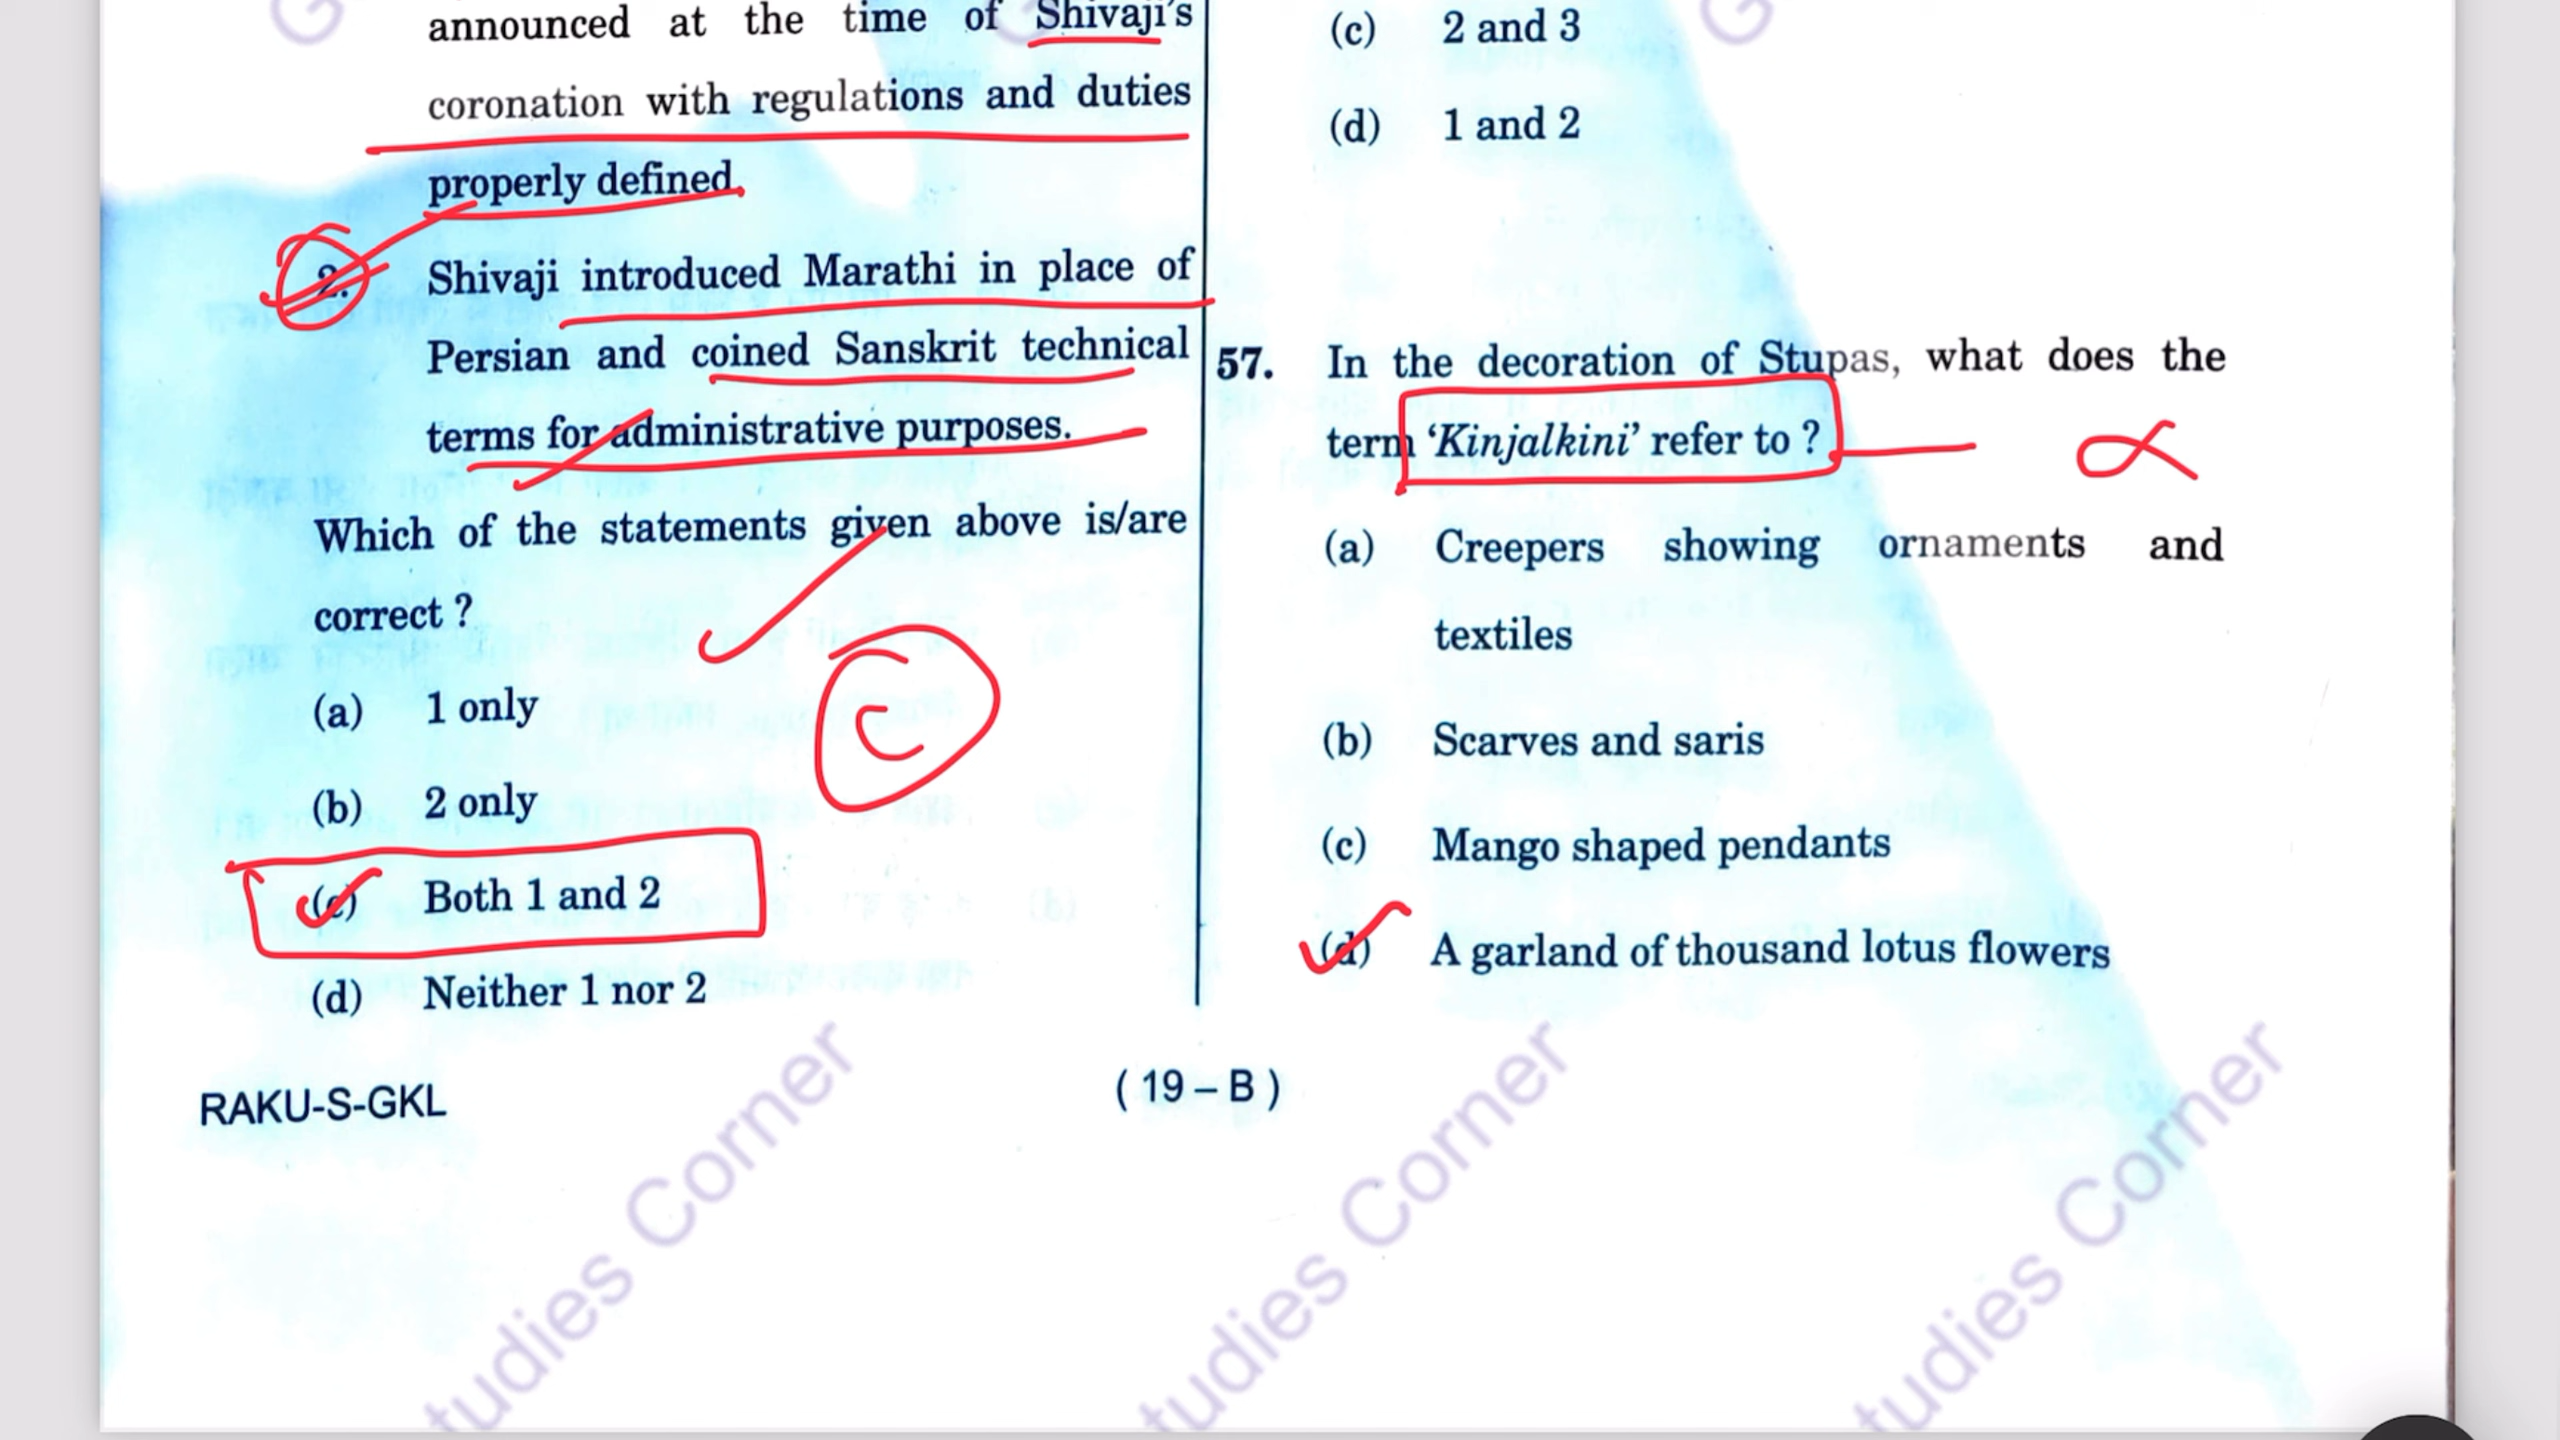 announced at the time of Shivaji's
coronation with regulations and duties
properly defined.
2. Shivaji introduced Marathi in place of
Persian and coined Sanskrit technical
terms for administrative purposes.
Which of the statements given above is/are
correct ?
(a) 1 only
(b) 2 only
C
(c) Both 1 and 2
(d) Neither 1 nor 2
(c) 2 and 3
(d) 1 and 2
57. In the decoration of Stupas, what does the
term 'Kinjalkini' refer to ?
(a) Creepers showing ornaments and
textiles
(b) Scarves and saris
(c) Mango shaped pendants
(d) A garland of thousand lotus flowers
RAKU-S-GKL
( 19 – B )
tudies Corner
tudies Corner
tudies Corner